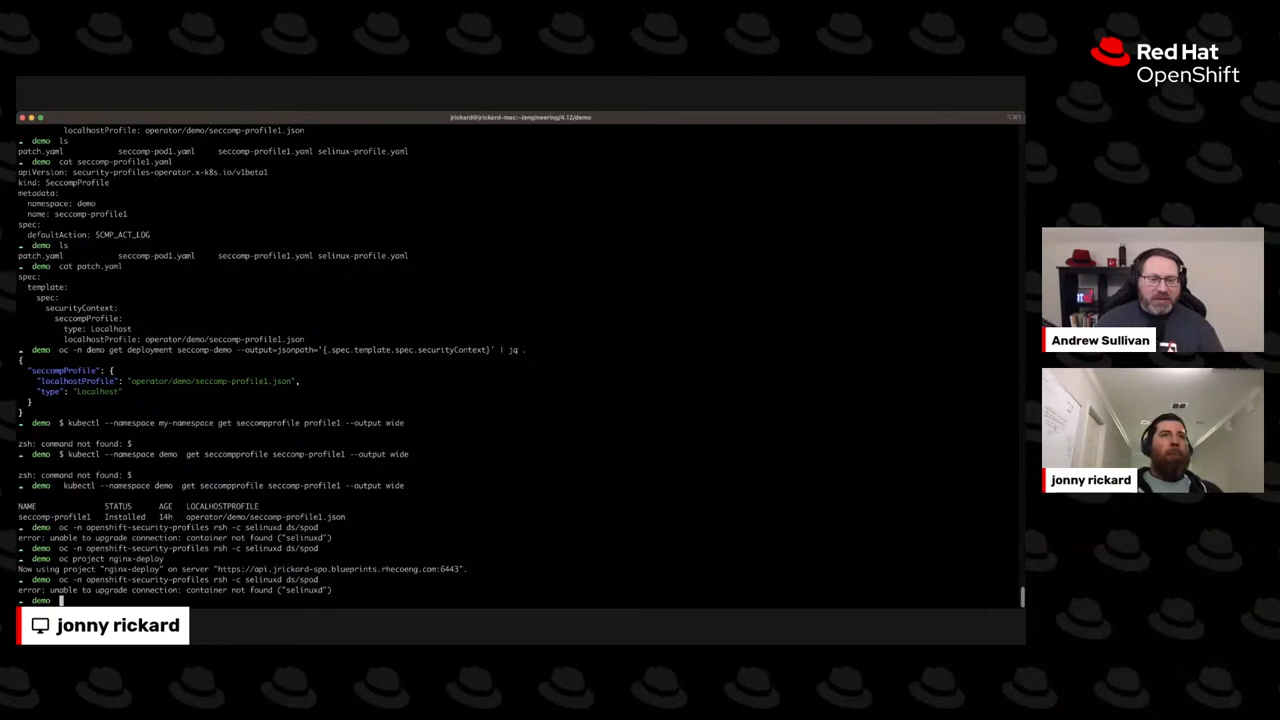 Red Hat
OpenShift
jrickard@jrickard-mac:~/engineering/4.12/demo
localhostProfile: operator/demo/seccomp-profile1.json
demo ls
patch.yaml seccomp-pod1.yaml seccomp-profile1.yaml selinux-profile.yaml
demo cat seccomp-profile1.yaml
apiVersion: security-profiles-operator.x-k8s.io/v1beta1
kind: SeccompProfile
metadata:
namespace: demo
name: seccomp-profile1
spec:
defaultAction: SCMP_ACT_LOG
demo ls
patch.yaml seccomp-pod1.yaml seccomp-profile1.yaml selinux-profile.yaml
demo cat patch.yaml
spec:
template:
spec:
securityContext:
seccompProfile:
type: Localhost
localhostProfile: operator/demo/seccomp-profile1.json
demo oc -n demo get deployment seccomp-demo --output=jsonpath='{.spec.template.spec.securityContext}' | jq .
{
"seccompProfile": {
"localhostProfile": "operator/demo/seccomp-profile1.json",
"type": "Localhost"
}
}
demo $ kubectl --namespace my-namespace get seccompprofile profile1 --output wide
zsh: command not found: $
demo $ kubectl --namespace demo get seccompprofile seccomp-profile1 --output wide
zsh: command not found: $
demo kubectl --namespace demo get seccompprofile seccomp-profile1 --output wide
NAME STATUS AGE LOCALHOSTPROFILE
seccomp-profile1 Installed 14h operator/demo/seccomp-profile1.json
demo oc -n openshift-security-profiles rsh -c selinuxd ds/spod
error: unable to upgrade connection: container not found ("selinuxd")
demo oc -n openshift-security-profiles rsh -c selinuxd ds/spod
demo oc project nginx-deploy
Now using project "nginx-deploy" on server "https://api.jrickard-spo.blueprints.rhecoeng.com:6443".
demo oc -n openshift-security-profiles rsh -c selinuxd ds/spod
error: unable to upgrade connection: container not found ("selinuxd")
demo
jonny rickard
Andrew Sullivan
jonny rickard